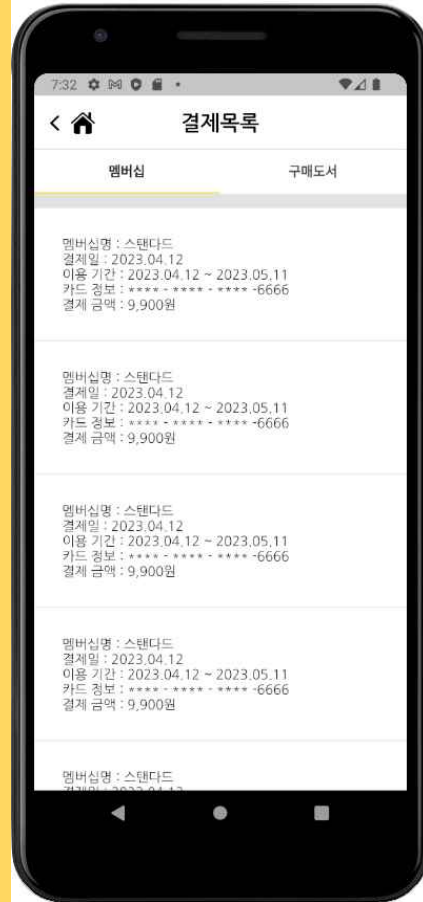 7:32
결제목록
멤버십 구매도서
멤버십명 : 스탠다드
결제일 : 2023.04.12
이용 기간 : 2023.04.12 ~ 2023.05.11
카드 정보 : **** - **** - **** -6666
결제 금액 : 9,900원
멤버십명 : 스탠다드
결제일 : 2023.04.12
이용 기간 : 2023.04.12 ~ 2023.05.11
카드 정보 : **** - **** - **** -6666
결제 금액 : 9,900원
멤버십명 : 스탠다드
결제일 : 2023.04.12
이용 기간 : 2023.04.12 ~ 2023.05.11
카드 정보 : **** - **** - **** -6666
결제 금액 : 9,900원
멤버십명 : 스탠다드
결제일 : 2023.04.12
이용 기간 : 2023.04.12 ~ 2023.05.11
카드 정보 : **** - **** - **** -6666
결제 금액 : 9,900원
멤버십명 : 스탠다드
결제일 : 2023.04.12